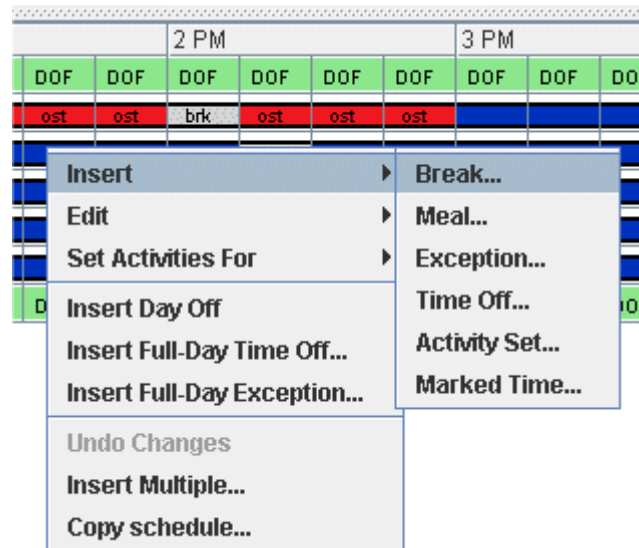 2 PM 3 PM
DOF DOF DOF DOF DOF DOF DOF DOF DO
ost ost brk ost ost ost
Insert Break...
Edit Meal...
Set Activities For Exception...
Insert Day Off Time Off...
Insert Full-Day Time Off... Activity Set...
Insert Full-Day Exception... Marked Time...
Undo Changes
Insert Multiple...
Copy schedule...